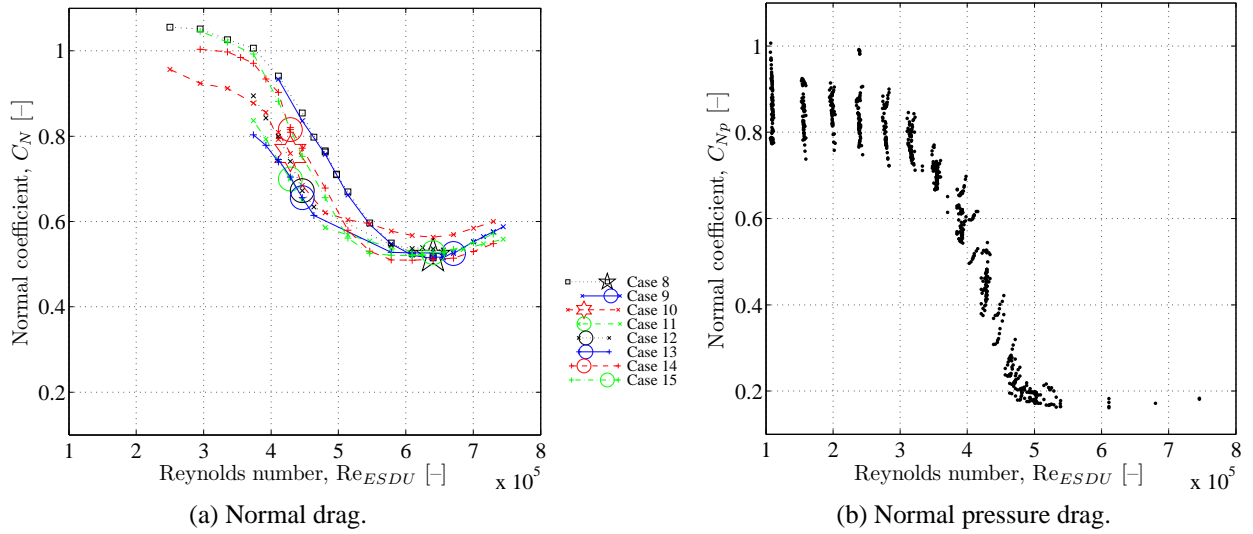 1
0.8
0.6
0.4
0.2
1 2 3 4 5 6 7 8
x 10^5
Normal coefficient, C_N [–]
Reynolds number, Re_ESDU [–]
Case 8
Case 9
Case 10
Case 11
Case 12
Case 13
Case 14
Case 15
(a) Normal drag.
1
0.8
0.6
0.4
0.2
1 2 3 4 5 6 7 8
x 10^5
Normal coefficient, C_Np [–]
Reynolds number, Re_ESDU [–]
(b) Normal pressure drag.